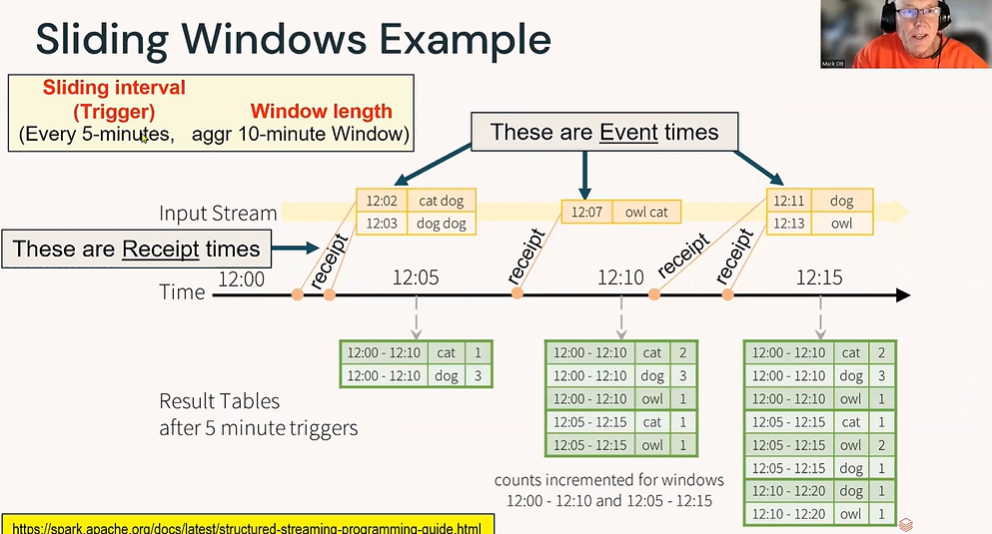 Sliding Windows Example
Mark Ott
Sliding interval
(Trigger) Window length
(Every 5-minutes, aggr 10-minute Window)
These are Event times
Input Stream
12:02 cat dog
12:03 dog dog
12:07 owl cat
12:11 dog
12:13 owl
These are Receipt times
receipt
receipt
receipt
receipt
Time
12:00 12:05 12:10 12:15
Result Tables
after 5 minute triggers
12:00 - 12:10 cat 1
12:00 - 12:10 dog 3
12:00 - 12:10 cat 2
12:00 - 12:10 dog 3
12:00 - 12:10 owl 1
12:05 - 12:15 cat 1
12:05 - 12:15 owl 1
counts incremented for windows
12:00 - 12:10 and 12:05 - 12:15
12:00 - 12:10 cat 2
12:00 - 12:10 dog 3
12:00 - 12:10 owl 1
12:05 - 12:15 cat 1
12:05 - 12:15 owl 2
12:05 - 12:15 dog 1
12:10 - 12:20 dog 1
12:10 - 12:20 owl 1
https://spark.apache.org/docs/latest/structured-streaming-programming-guide.html